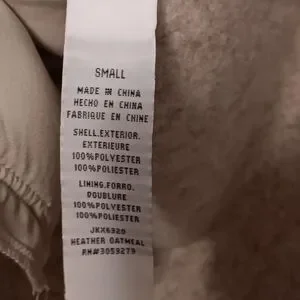 SMALL
MADE IN CHINA
HECHO EN CHINA
FABRIQUE EN CHINE
SHELL.EXTERIOR.
EXTERIEURE
100%POLYESTER
100%POLIESTER
LINING.FORRO.
DOUBLURE
100%POLYESTER
100%POLIESTER
JKX6320
HEATHER OATMEAL
RN#3053273